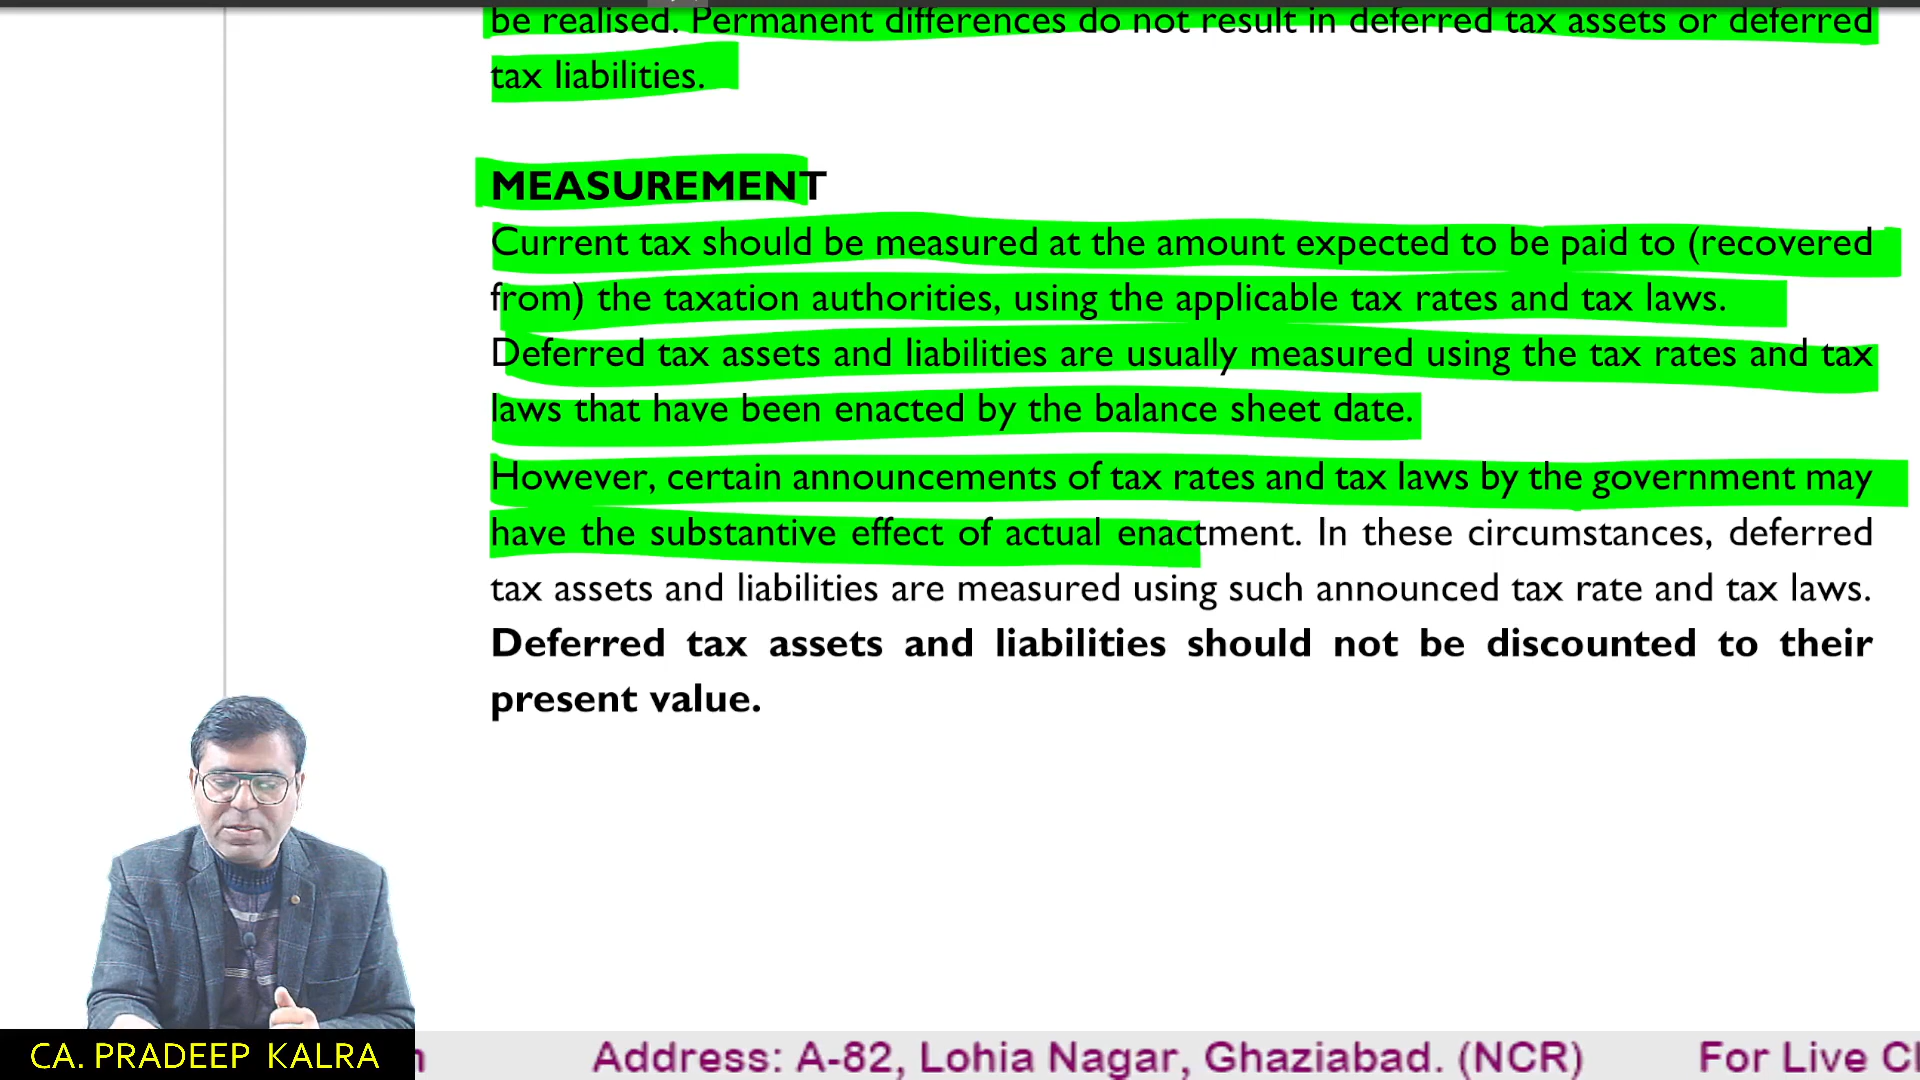 be realised. Permanent differences do not result in deferred tax assets or deferred
tax liabilities.
MEASUREMENT
Current tax should be measured at the amount expected to be paid to (recovered
from) the taxation authorities, using the applicable tax rates and tax laws.
Deferred tax assets and liabilities are usually measured using the tax rates and tax
laws that have been enacted by the balance sheet date.
However, certain announcements of tax rates and tax laws by the government may
have the substantive effect of actual enactment. In these circumstances, deferred
tax assets and liabilities are measured using such announced tax rate and tax laws.
Deferred tax assets and liabilities should not be discounted to their
present value.
CA. PRADEEP KALRA
Address: A-82, Lohia Nagar, Ghaziabad. (NCR)
For Live